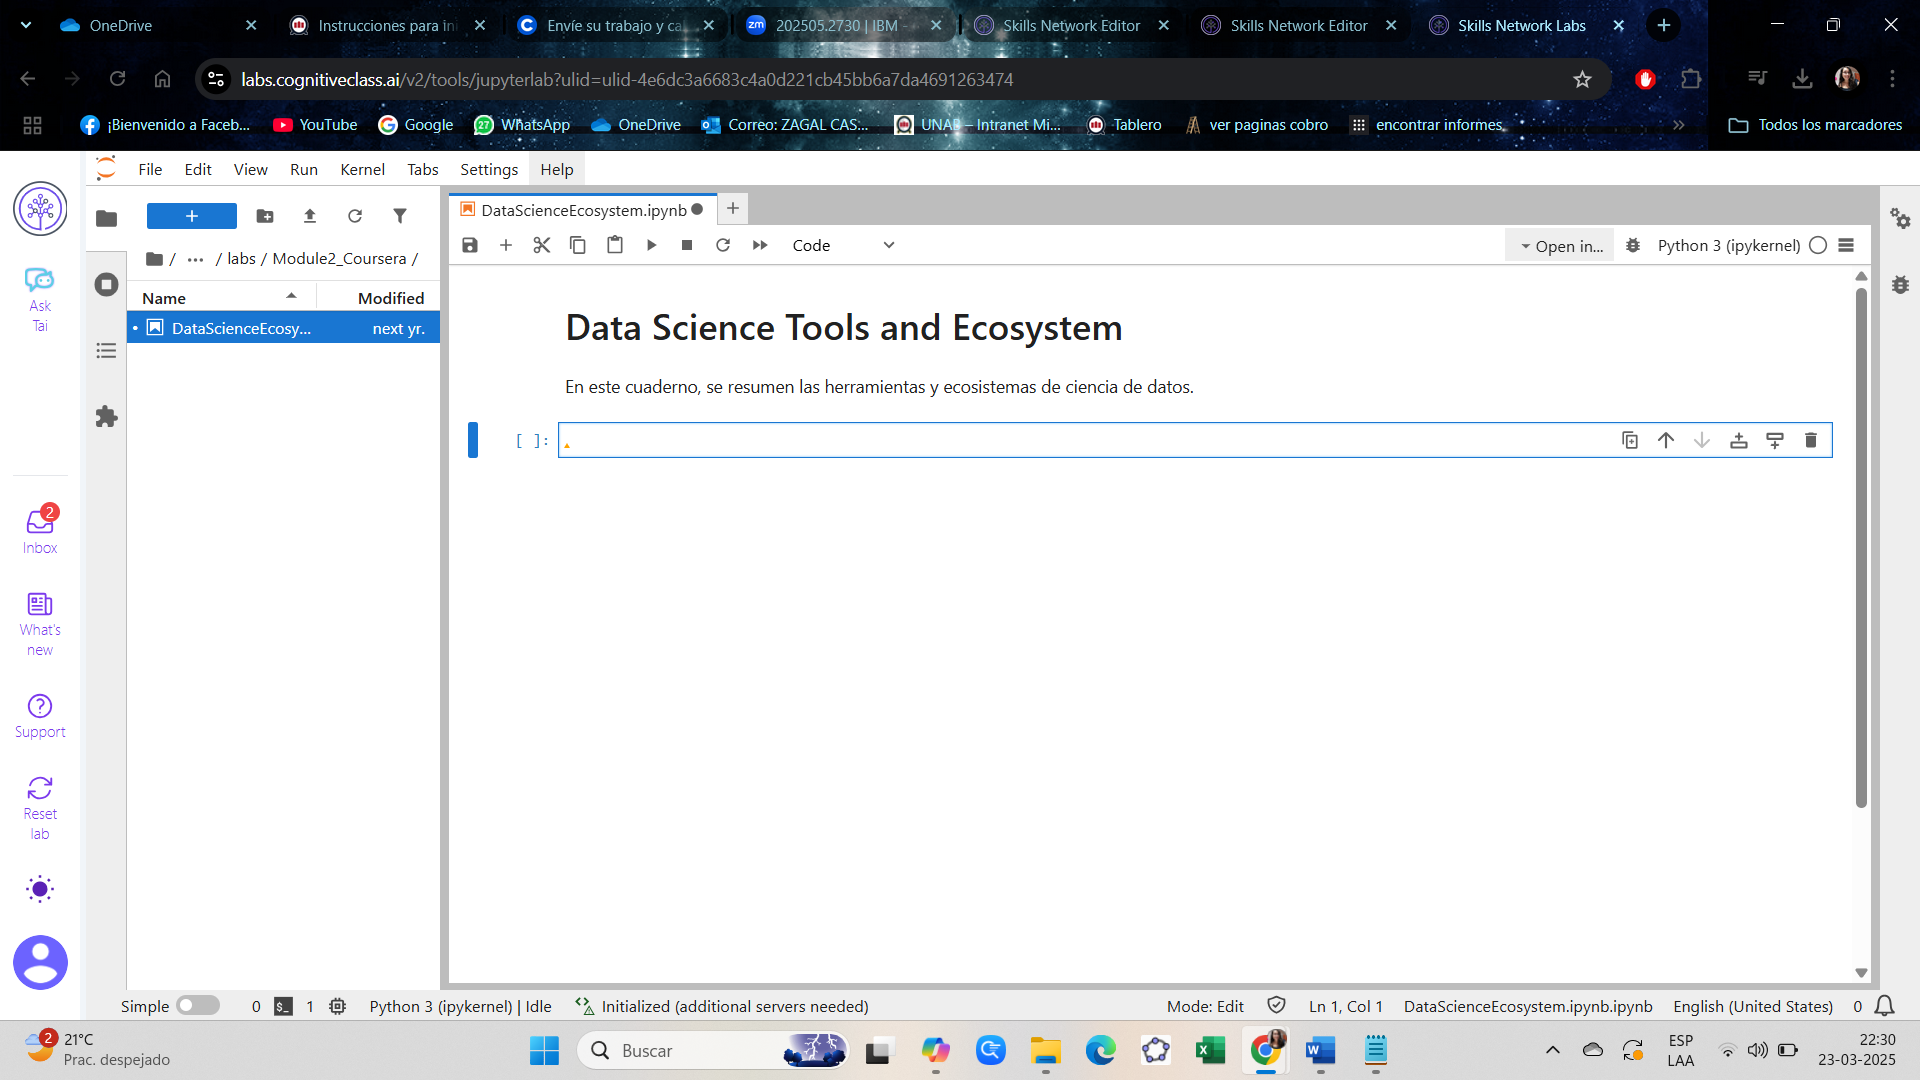 OneDrive
Instrucciones para ini
Envíe su trabajo y ca
202505.2730 | IBM -
Skills Network Editor
Skills Network Editor
Skills Network Labs
labs.cognitiveclass.ai/v2/tools/jupyterlab?ulid=ulid-4e6dc3a6683c4a0d221cb45bb6a7da4691263474
¡Bienvenido a Faceb...
YouTube
Google
27
WhatsApp
OneDrive
Correo: ZAGAL CAS:...
UNAB – Intranet Mi...
Tablero
ver paginas cobro
encontrar informes
Todos los marcadores
File Edit View Run Kernel Tabs Settings Help
DataScienceEcosystem.ipynb
Code
Open in...
Python 3 (ipykernel)
/ ··· / labs / Module2_Coursera /
Name Modified
DataScienceEcosy... next yr.
Data Science Tools and Ecosystem
En este cuaderno, se resumen las herramientas y ecosistemas de ciencia de datos.
[ ]:
Ask
Tai
2
Inbox
What's
new
Support
Reset
lab
Simple 0 $_ 1 Python 3 (ipykernel) | Idle Initialized (additional servers needed) Mode: Edit Ln 1, Col 1 DataScienceEcosystem.ipynb.ipynb English (United States) 0
2
21°C
Prac. despejado
Buscar
ESP
LAA
22:30
23-03-2025